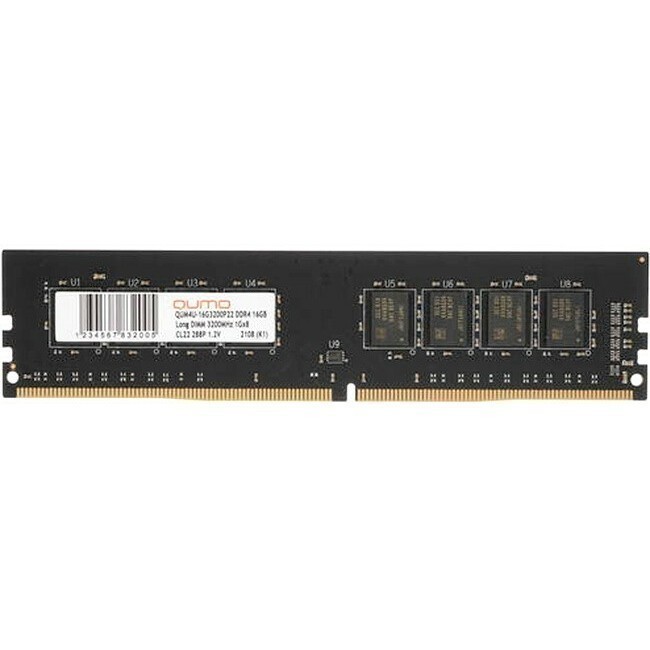 U1 U2 U3 U4 U5 U6 U7 U8
QUMO
QUM4U-16G3200P22 DDR4 16GB
Long DIMM 3200MHz 1Gx8
CL22 288P 1.2V 2108 (K1)
1234567832005
U9